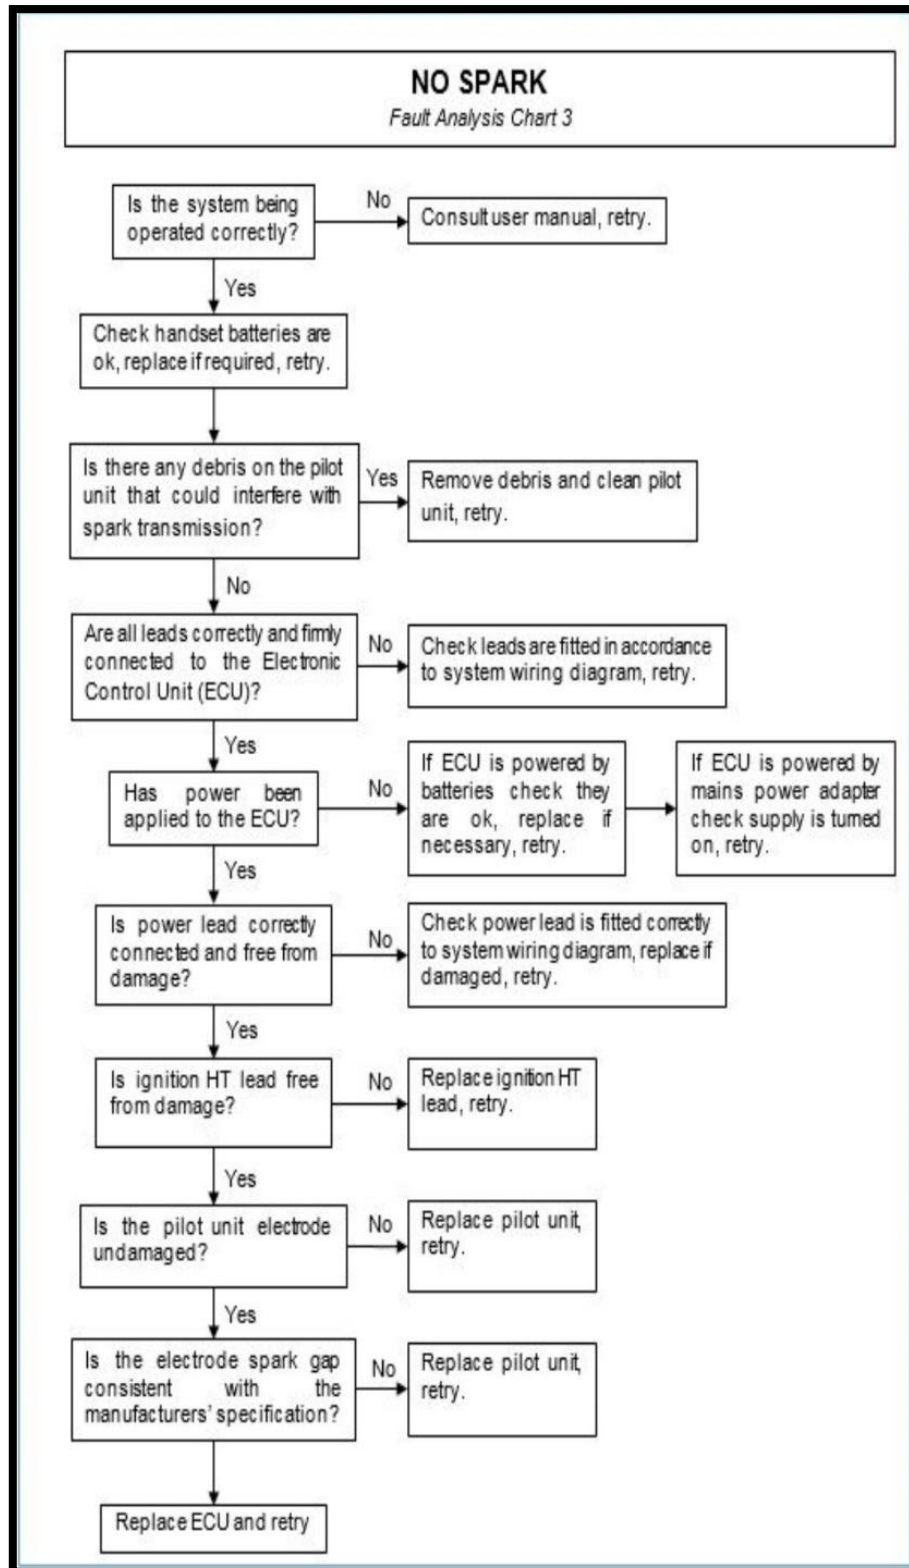 NO SPARK
Fault Analysis Chart 3
Is the system being
operated correctly?
No
Consult user manual, retry.
Yes
Check handset batteries are
ok, replace if required, retry.
Is there any debris on the pilot
unit that could interfere with
spark transmission?
Yes
Remove debris and clean pilot
unit, retry.
No
Are all leads correctly and firmly
connected to the Electronic
Control Unit (ECU)?
No
Check leads are fitted in accordance
to system wiring diagram, retry.
Yes
Has power been
applied to the ECU?
No
If ECU is powered by
batteries check they
are ok, replace if
necessary, retry.
If ECU is powered by
mains power adapter
check supply is turned
on, retry.
Yes
Is power lead correctly
connected and free from
damage?
No
Check power lead is fitted correctly
to system wiring diagram, replace if
damaged, retry.
Yes
Is ignition HT lead free
from damage?
No
Replace ignition HT
lead, retry.
Yes
Is the pilot unit electrode
undamaged?
No
Replace pilot unit,
retry.
Yes
Is the electrode spark gap
consistent with the
manufacturers' specification?
No
Replace pilot unit,
retry.
Replace ECU and retry